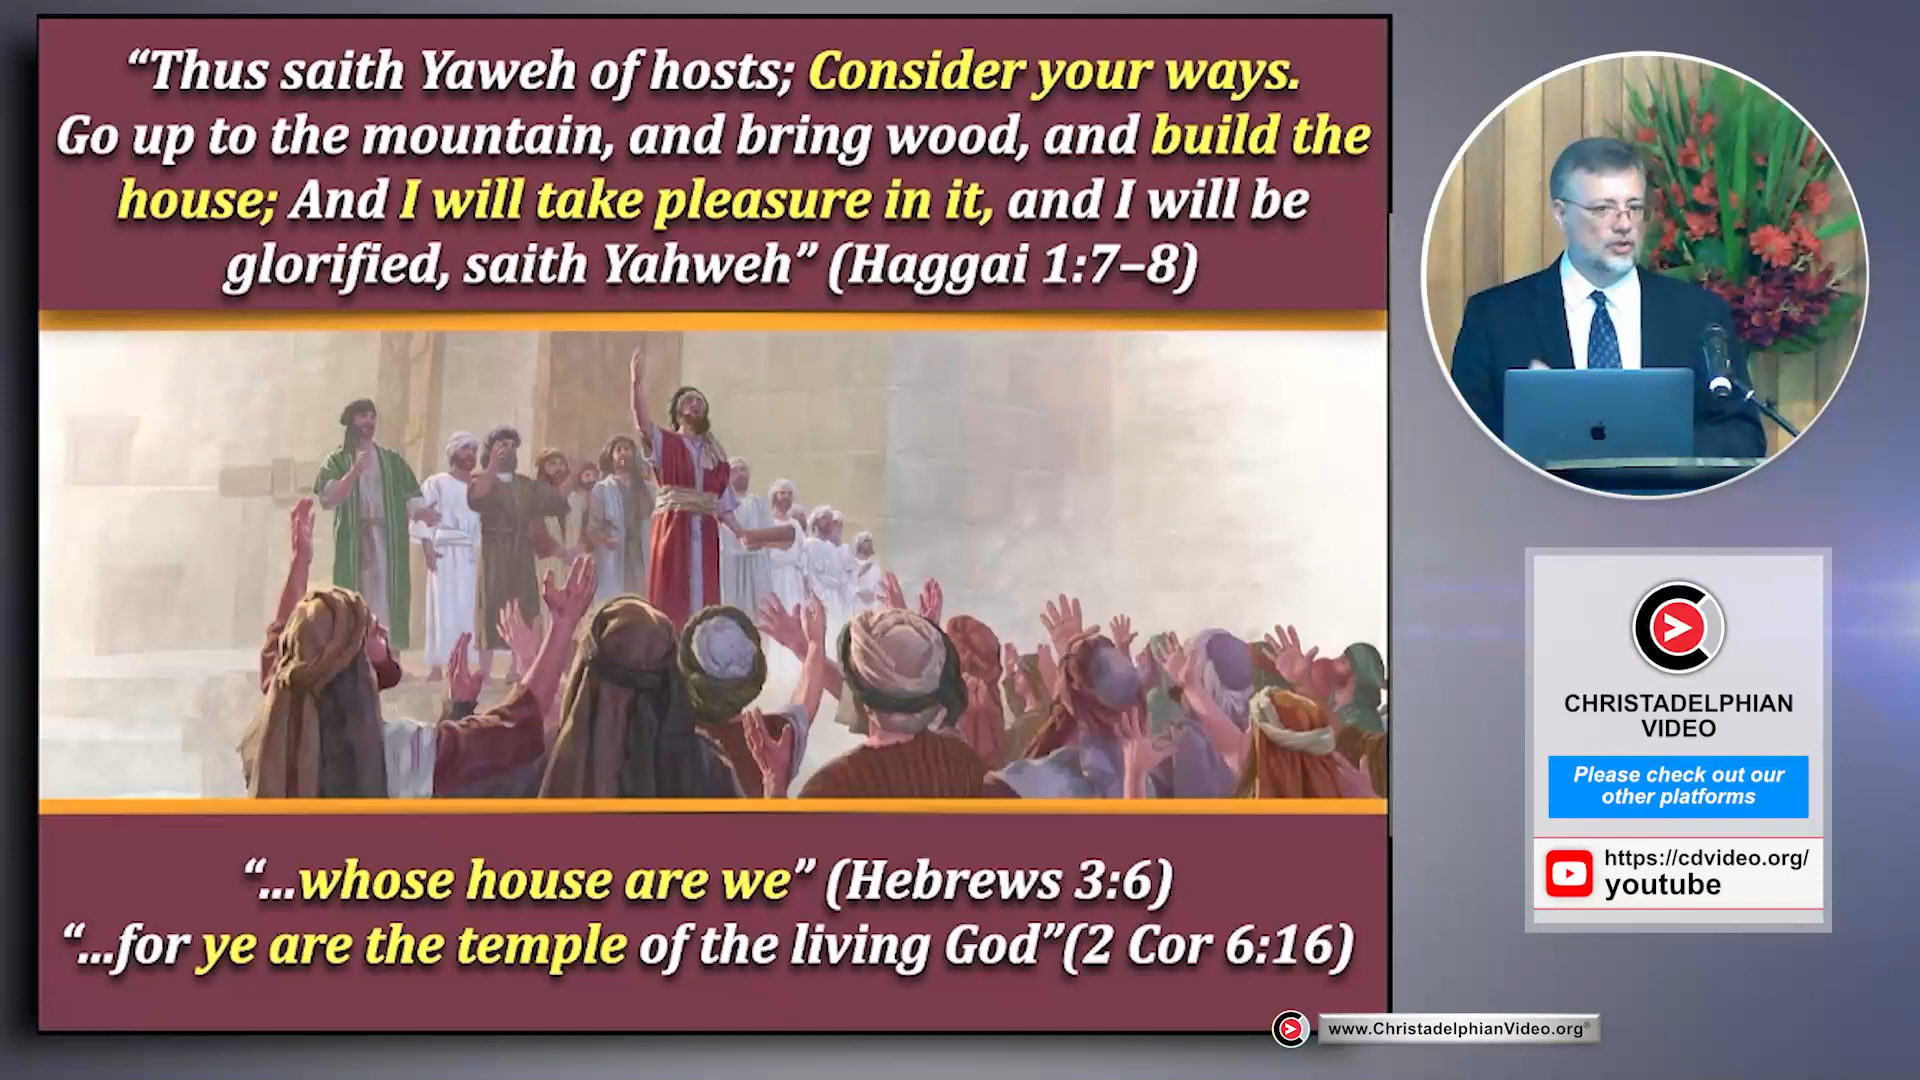 “Thus saith Yaweh of hosts; Consider your ways.
Go up to the mountain, and bring wood, and build the
house; And I will take pleasure in it, and I will be
glorified, saith Yahweh” (Haggai 1:7–8)
“...whose house are we” (Hebrews 3:6)
“...for ye are the temple of the living God”(2 Cor 6:16)
CHRISTADELPHIAN
VIDEO
Please check out our
other platforms
https://cdvideo.org/
youtube
www.ChristadelphianVideo.org®